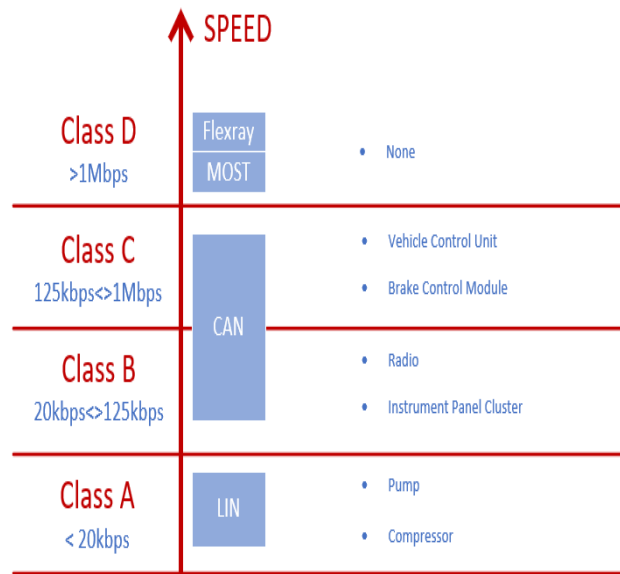 SPEED
Class D
>1Mbps
Flexray
MOST
• None
Class C
125kbps<>1Mbps
CAN
• Vehicle Control Unit
• Brake Control Module
Class B
20kbps<>125kbps
• Radio
• Instrument Panel Cluster
Class A
< 20kbps
LIN
• Pump
• Compressor